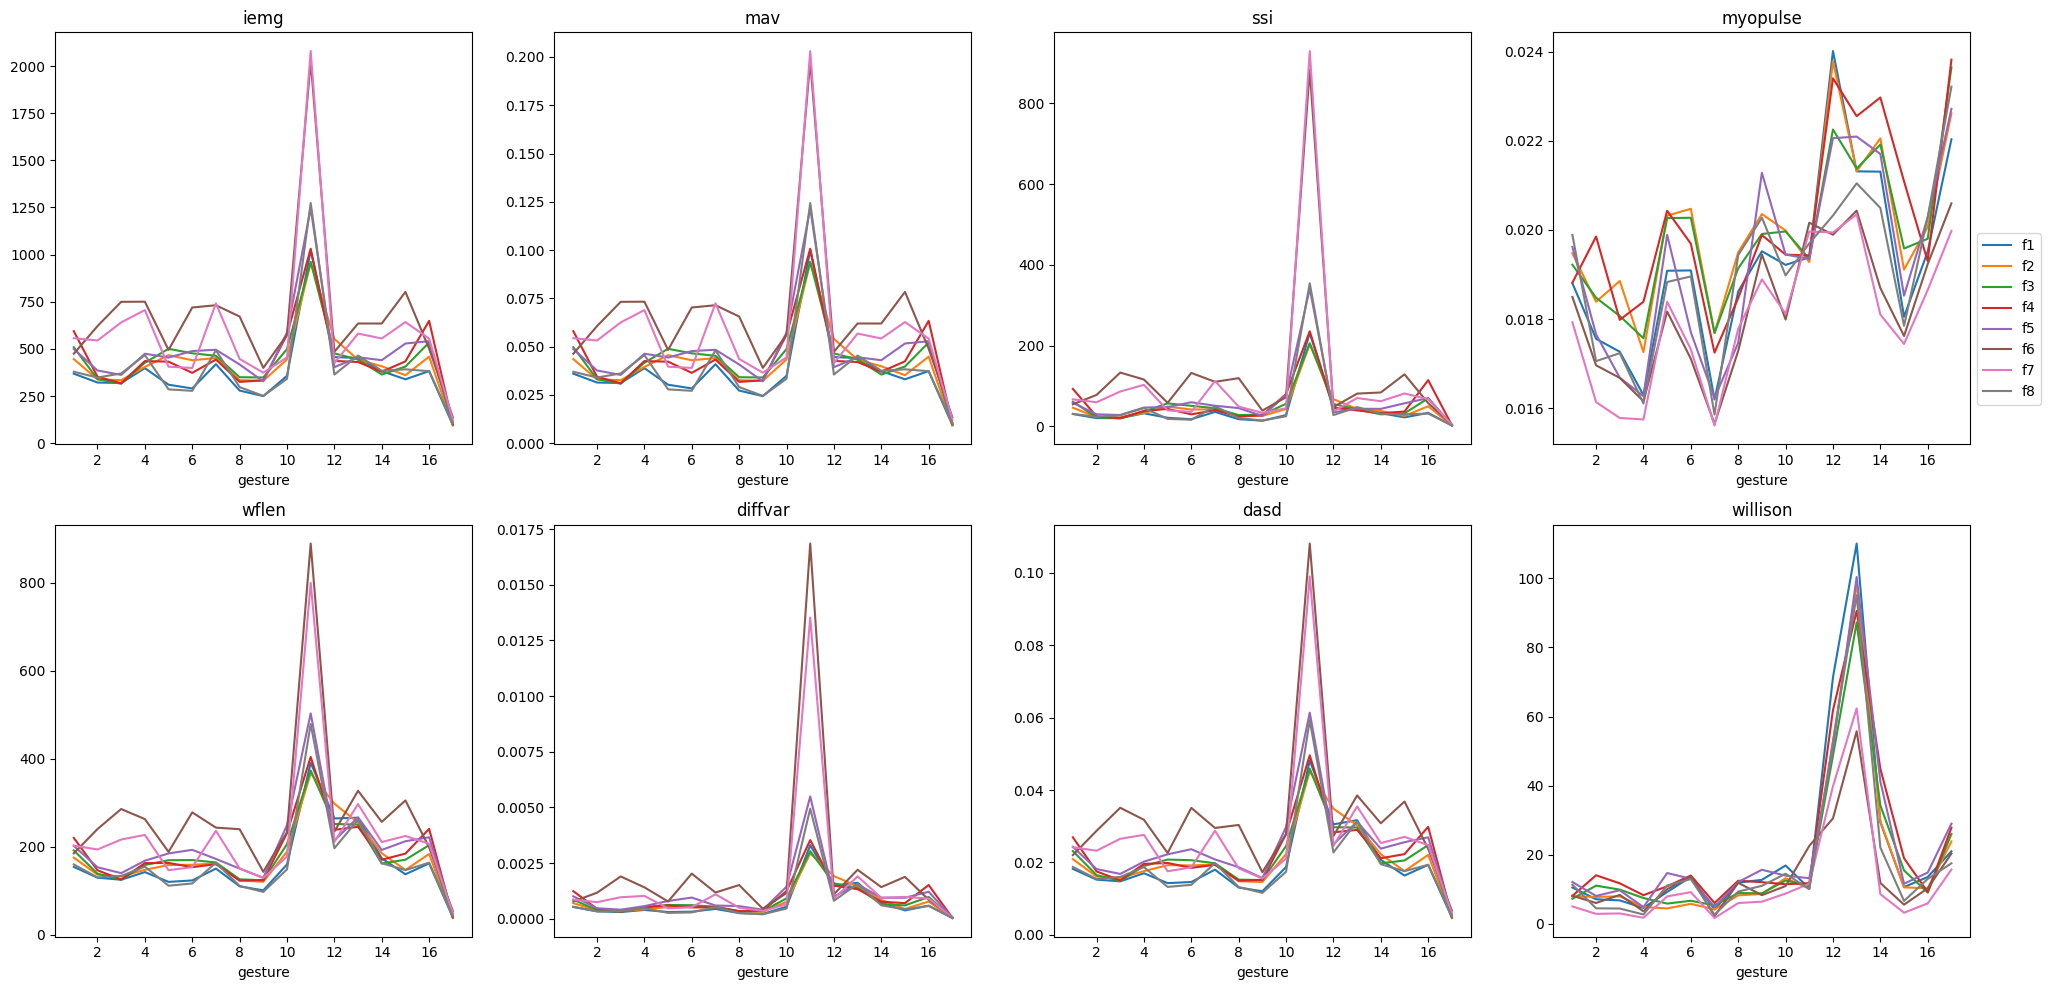 iemg
mav
ssi
myopulse
2000
1750
1500
1250
1000
750
500
250
0
2 4 6 8 10 12 14 16
gesture
0.200
0.175
0.150
0.125
0.100
0.075
0.050
0.025
0.000
2 4 6 8 10 12 14 16
gesture
800
600
400
200
0
2 4 6 8 10 12 14 16
gesture
0.024
0.022
0.020
0.018
0.016
2 4 6 8 10 12 14 16
gesture
f1
f2
f3
f4
f5
f6
f7
f8
wflen
diffvar
dasd
willison
800
600
400
200
0
2 4 6 8 10 12 14 16
gesture
0.0175
0.0150
0.0125
0.0100
0.0075
0.0050
0.0025
0.0000
2 4 6 8 10 12 14 16
gesture
0.10
0.08
0.06
0.04
0.02
0.00
2 4 6 8 10 12 14 16
gesture
100
80
60
40
20
0
2 4 6 8 10 12 14 16
gesture